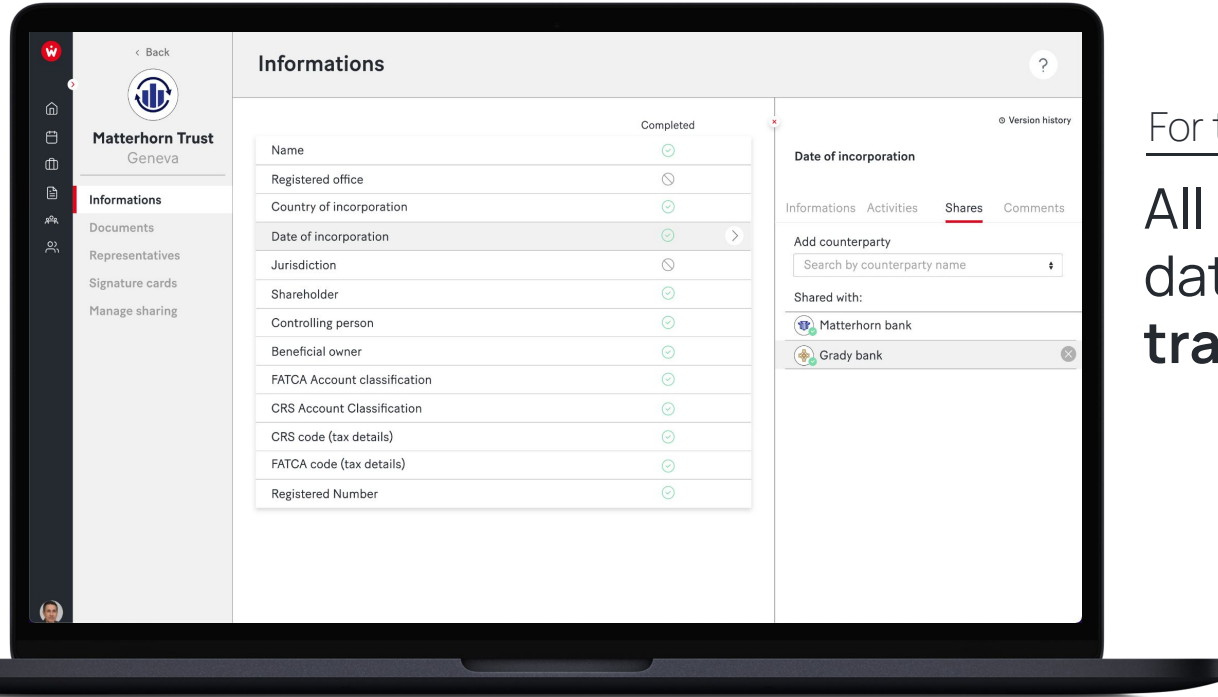 ẅ
‹ Back
Matterhorn Trust
Geneva
Informations
Documents
Representatives
Signature cards
Manage sharing
Informations
?
Completed
Name
Registered office
Country of incorporation
Date of incorporation
Jurisdiction
Shareholder
Controlling person
Beneficial owner
FATCA Account classification
CRS Account Classification
CRS code (tax details)
FATCA code (tax details)
Registered Number
Version history
Date of incorporation
Informations Activities Shares Comments
Add counterparty
Search by counterparty name
Shared with:
Matterhorn bank
Grady bank
For t
All
dat
tra